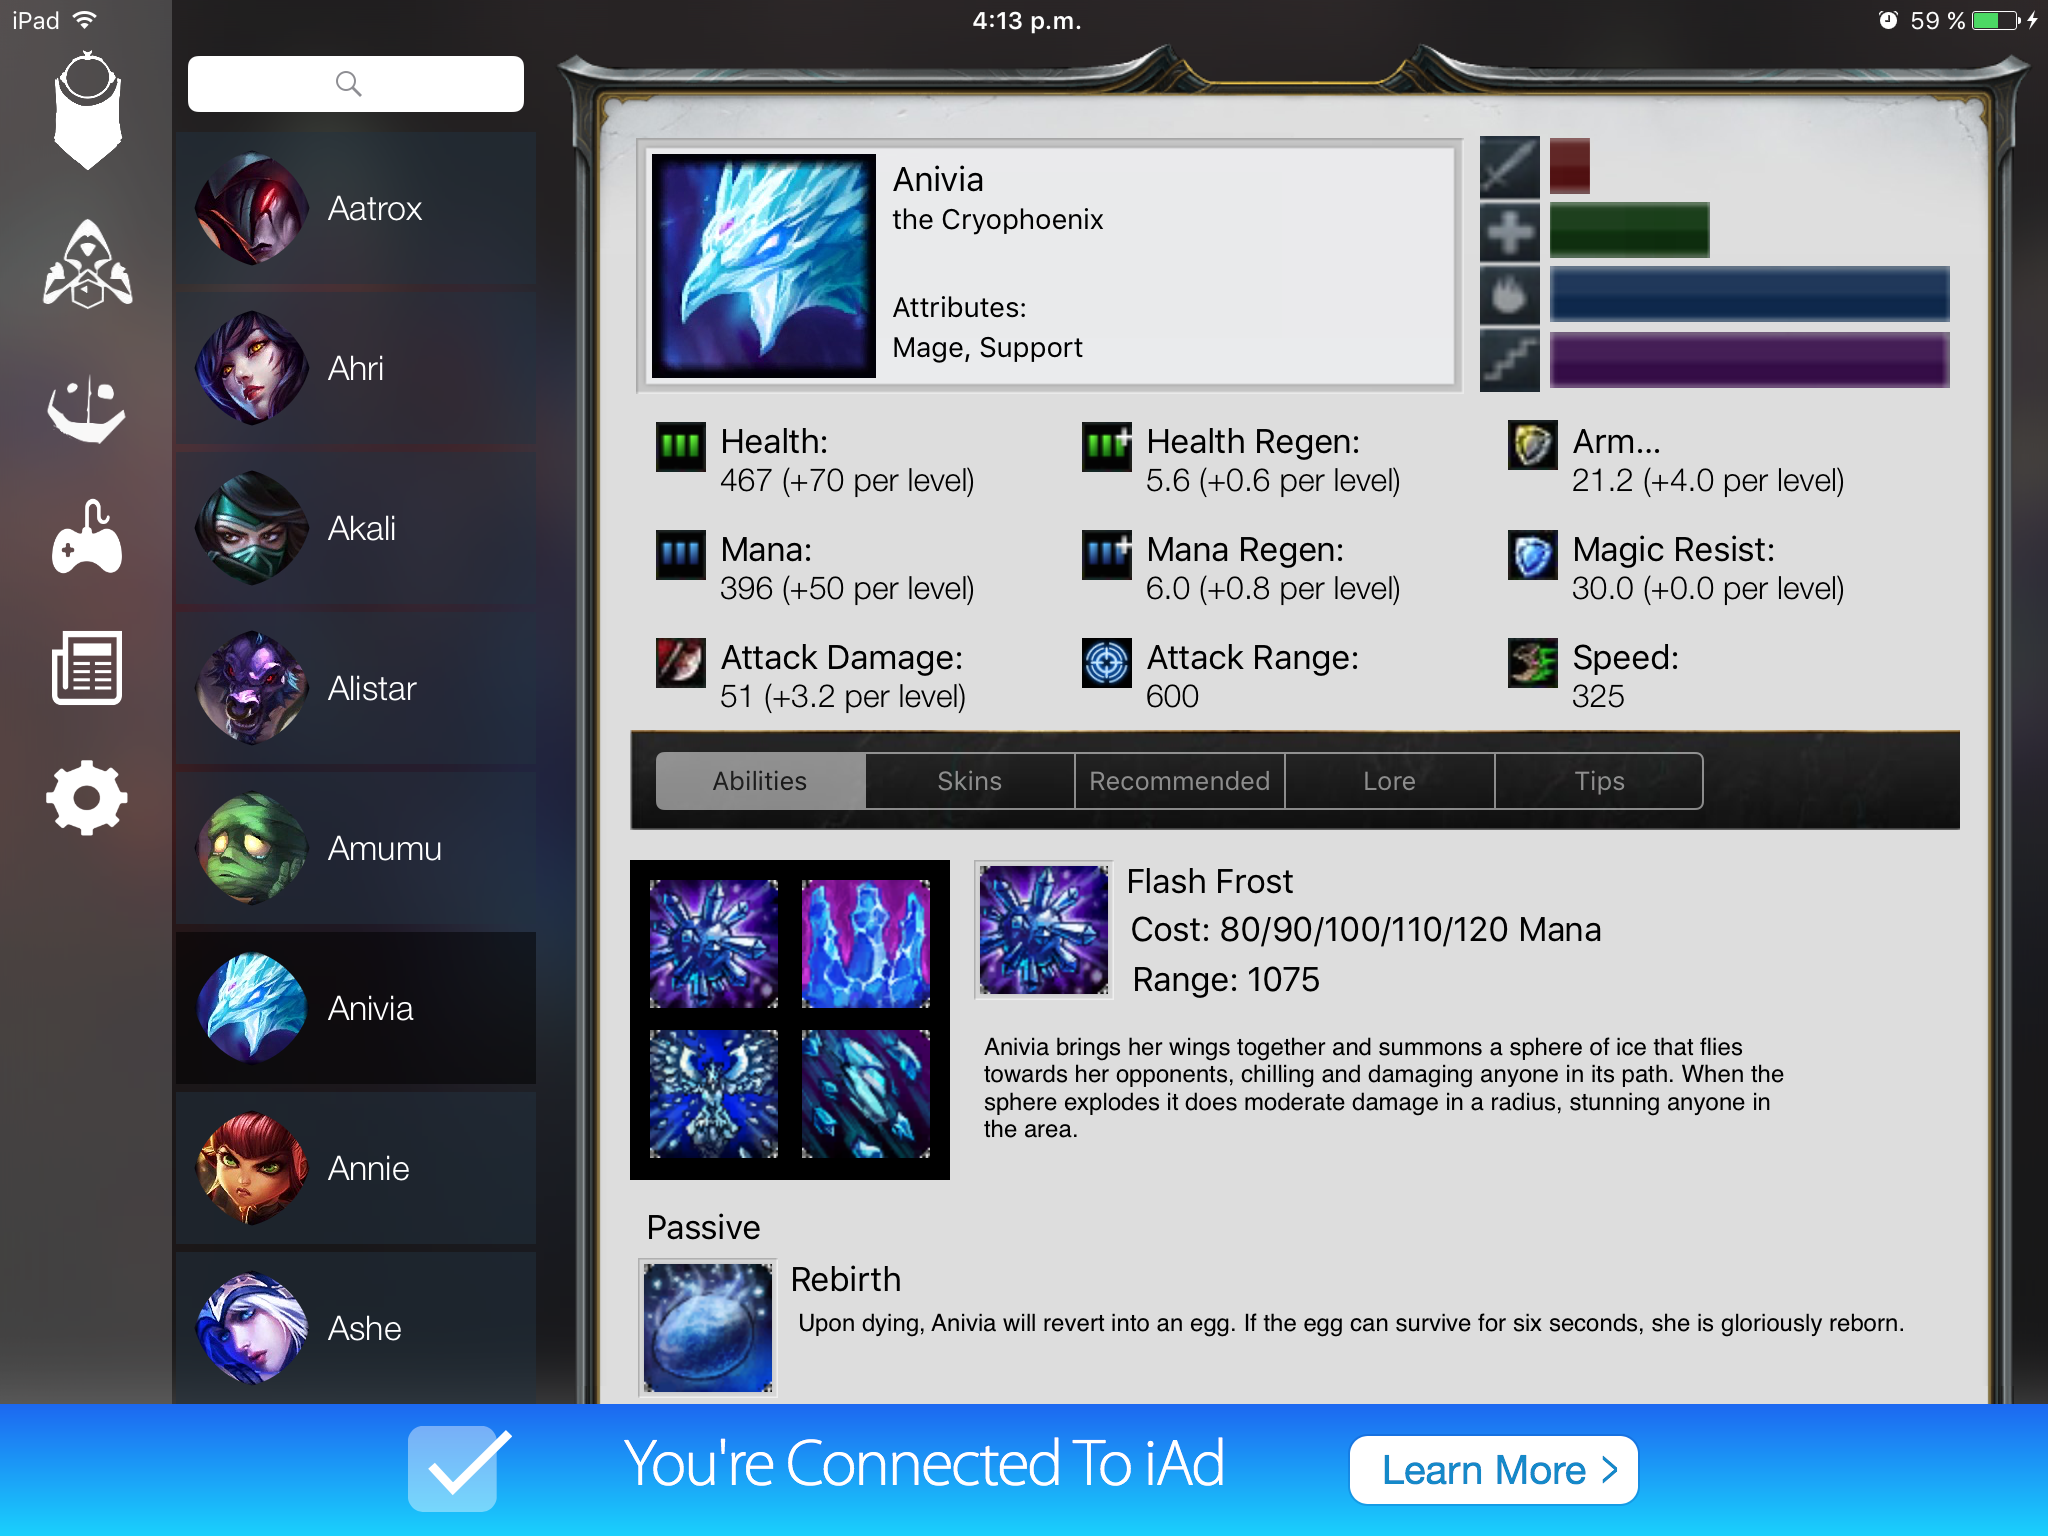 iPad
4:13 p.m.
59 %
Aatrox
Ahri
Akali
Alistar
Amumu
Anivia
Annie
Ashe
Anivia
the Cryophoenix
Attributes:
Mage, Support
Health:
467 (+70 per level)
Health Regen:
5.6 (+0.6 per level)
Arm...
21.2 (+4.0 per level)
Mana:
396 (+50 per level)
Mana Regen:
6.0 (+0.8 per level)
Magic Resist:
30.0 (+0.0 per level)
Attack Damage:
51 (+3.2 per level)
Attack Range:
600
Speed:
325
Abilities
Skins
Recommended
Lore
Tips
Flash Frost
Cost: 80/90/100/110/120 Mana
Range: 1075
Anivia brings her wings together and summons a sphere of ice that flies
towards her opponents, chilling and damaging anyone in its path. When the
sphere explodes it does moderate damage in a radius, stunning anyone in
the area.
Passive
Rebirth
Upon dying, Anivia will revert into an egg. If the egg can survive for six seconds, she is gloriously reborn.
You're Connected To iAd
Learn More >